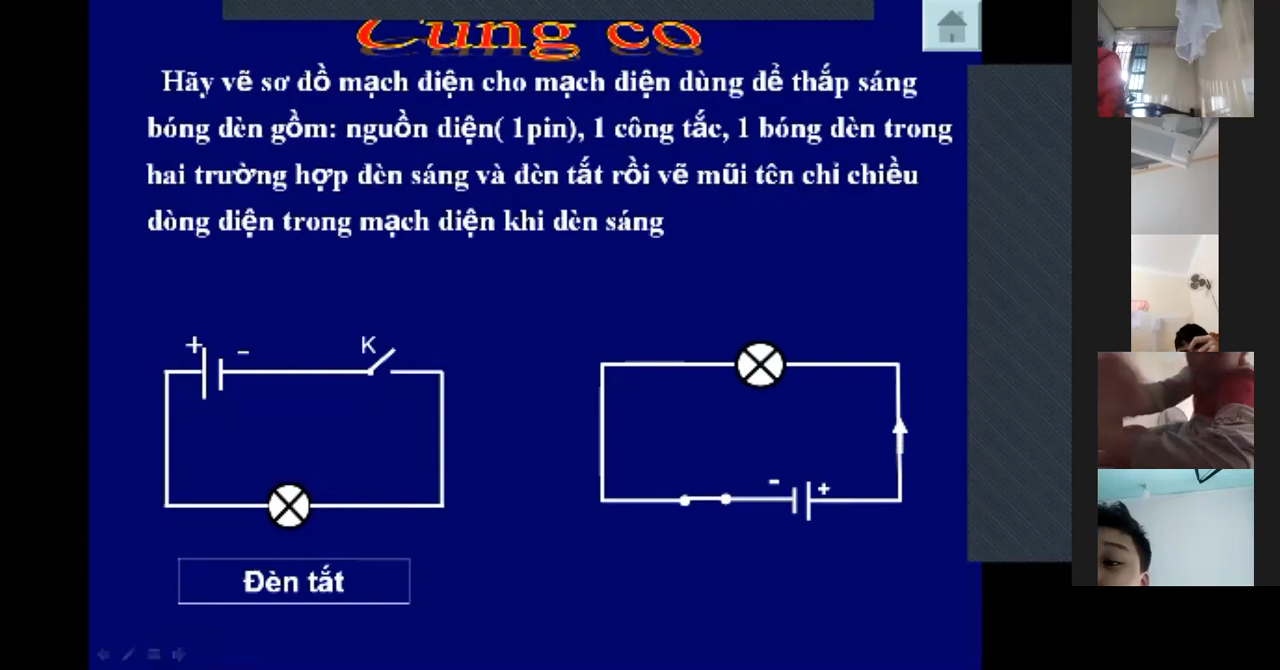 Củng cố
Hãy vẽ sơ đồ mạch điện cho mạch điện dùng để thắp sáng
bóng đèn gồm: nguồn điện( 1pin), 1 công tắc, 1 bóng đèn trong
hai trường hợp đèn sáng và đèn tắt rồi vẽ mũi tên chỉ chiều
dòng điện trong mạch điện khi đèn sáng
+ - K
- +
Đèn tắt